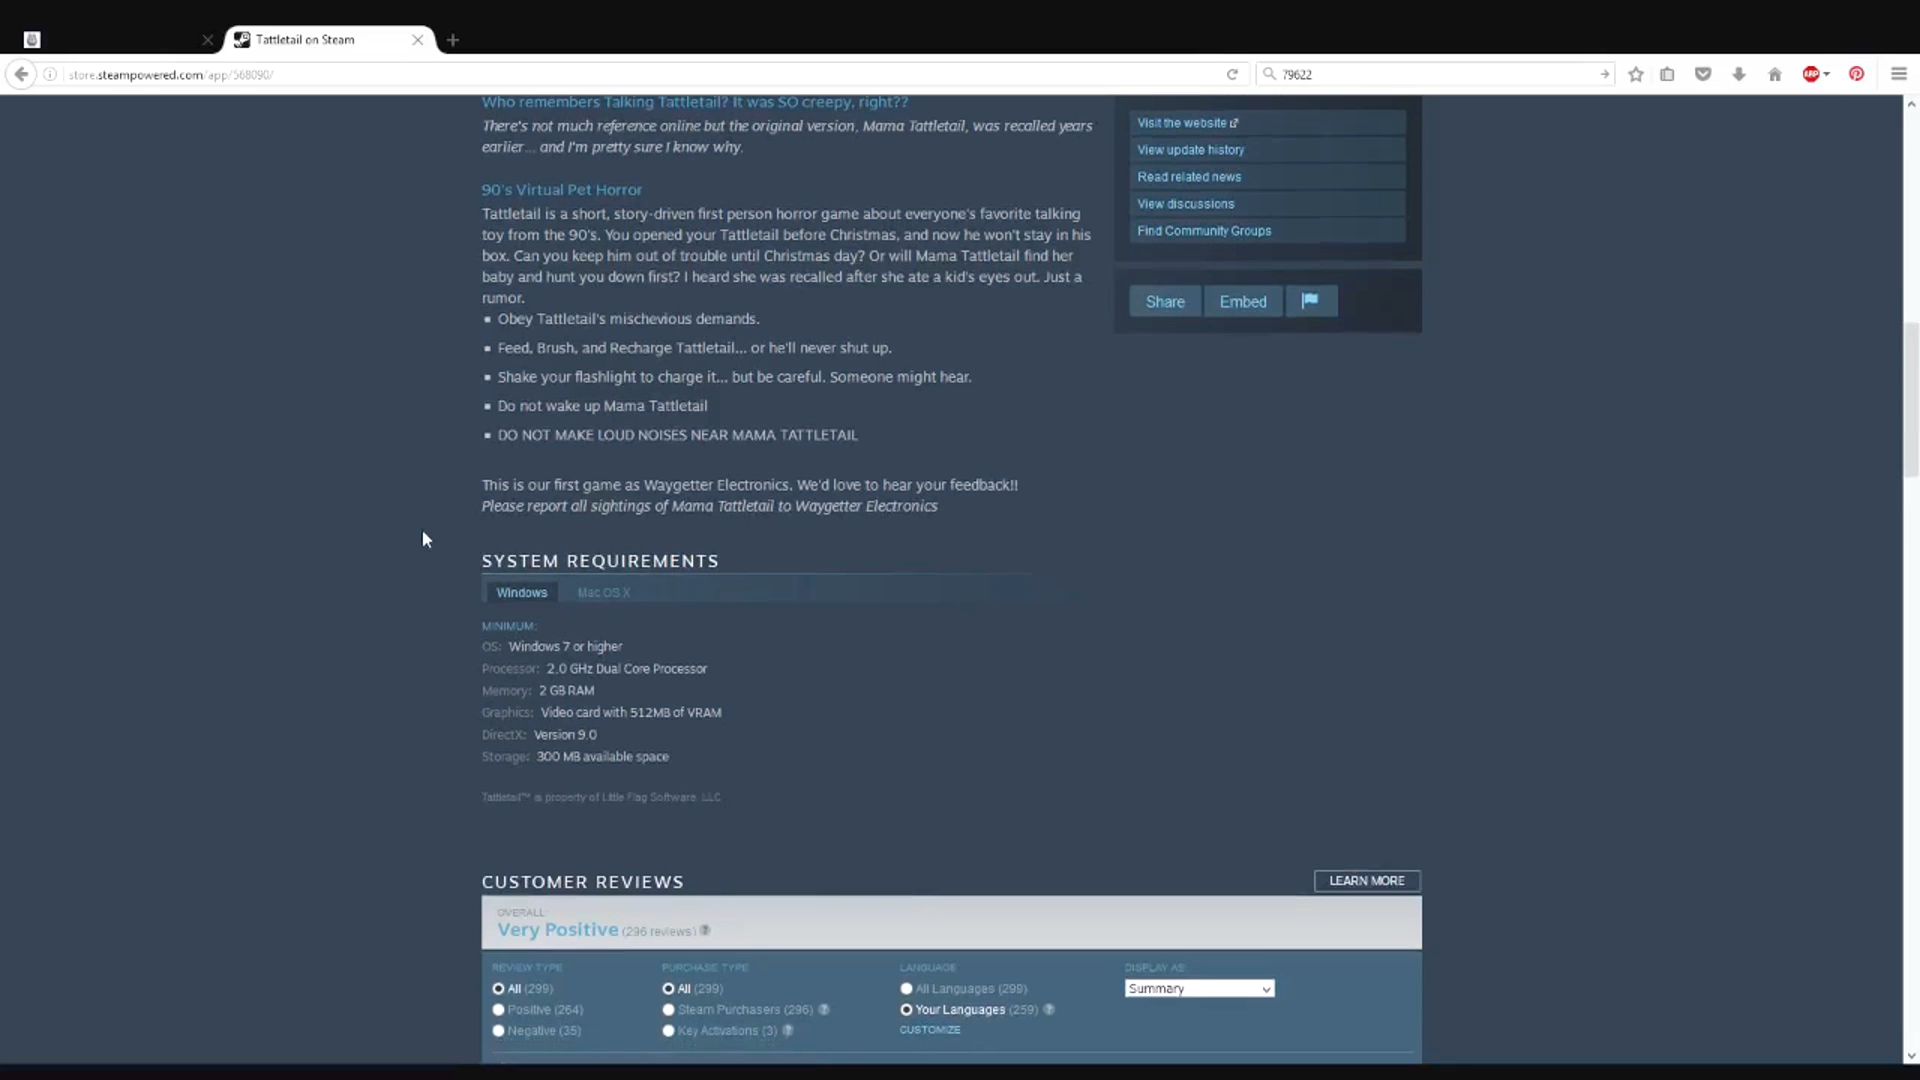 Tattletail on Steam
store.steampowered.com/app/568090/
79622
Who remembers Talking Tattletail? It was SO creepy, right??
There's not much reference online but the original version, Mama Tattletail, was recalled years
earlier... and I'm pretty sure I know why.
90's Virtual Pet Horror
Tattletail is a short, story-driven first person horror game about everyone's favorite talking
toy from the 90's. You opened your Tattletail before Christmas, and now he won't stay in his
box. Can you keep him out of trouble until Christmas day? Or will Mama Tattletail find her
baby and hunt you down first? I heard she was recalled after she ate a kid's eyes out. Just a
rumor.
Obey Tattletail's mischevious demands.
Feed, Brush, and Recharge Tattletail... or he'll never shut up.
Shake your flashlight to charge it... but be careful. Someone might hear.
Do not wake up Mama Tattletail
DO NOT MAKE LOUD NOISES NEAR MAMA TATTLETAIL
This is our first game as Waygetter Electronics. We'd love to hear your feedback!!
Please report all sightings of Mama Tattletail to Waygetter Electronics
Visit the website
View update history
Read related news
View discussions
Find Community Groups
Share Embed
SYSTEM REQUIREMENTS
Windows Mac OS X
MINIMUM:
OS: Windows 7 or higher
Processor: 2.0 GHz Dual Core Processor
Memory: 2 GB RAM
Graphics: Video card with 512MB of VRAM
DirectX: Version 9.0
Storage: 300 MB available space
Tattletail™ is property of Little Flag Software, LLC
CUSTOMER REVIEWS
LEARN MORE
OVERALL:
Very Positive (296 reviews) ?
REVIEW TYPE PURCHASE TYPE LANGUAGE DISPLAY AS:
All (299) All (299) All Languages (299) Summary
Positive (264) Steam Purchasers (296) ? Your Languages (259) ?
Negative (35) Key Activations (3) ? CUSTOMIZE